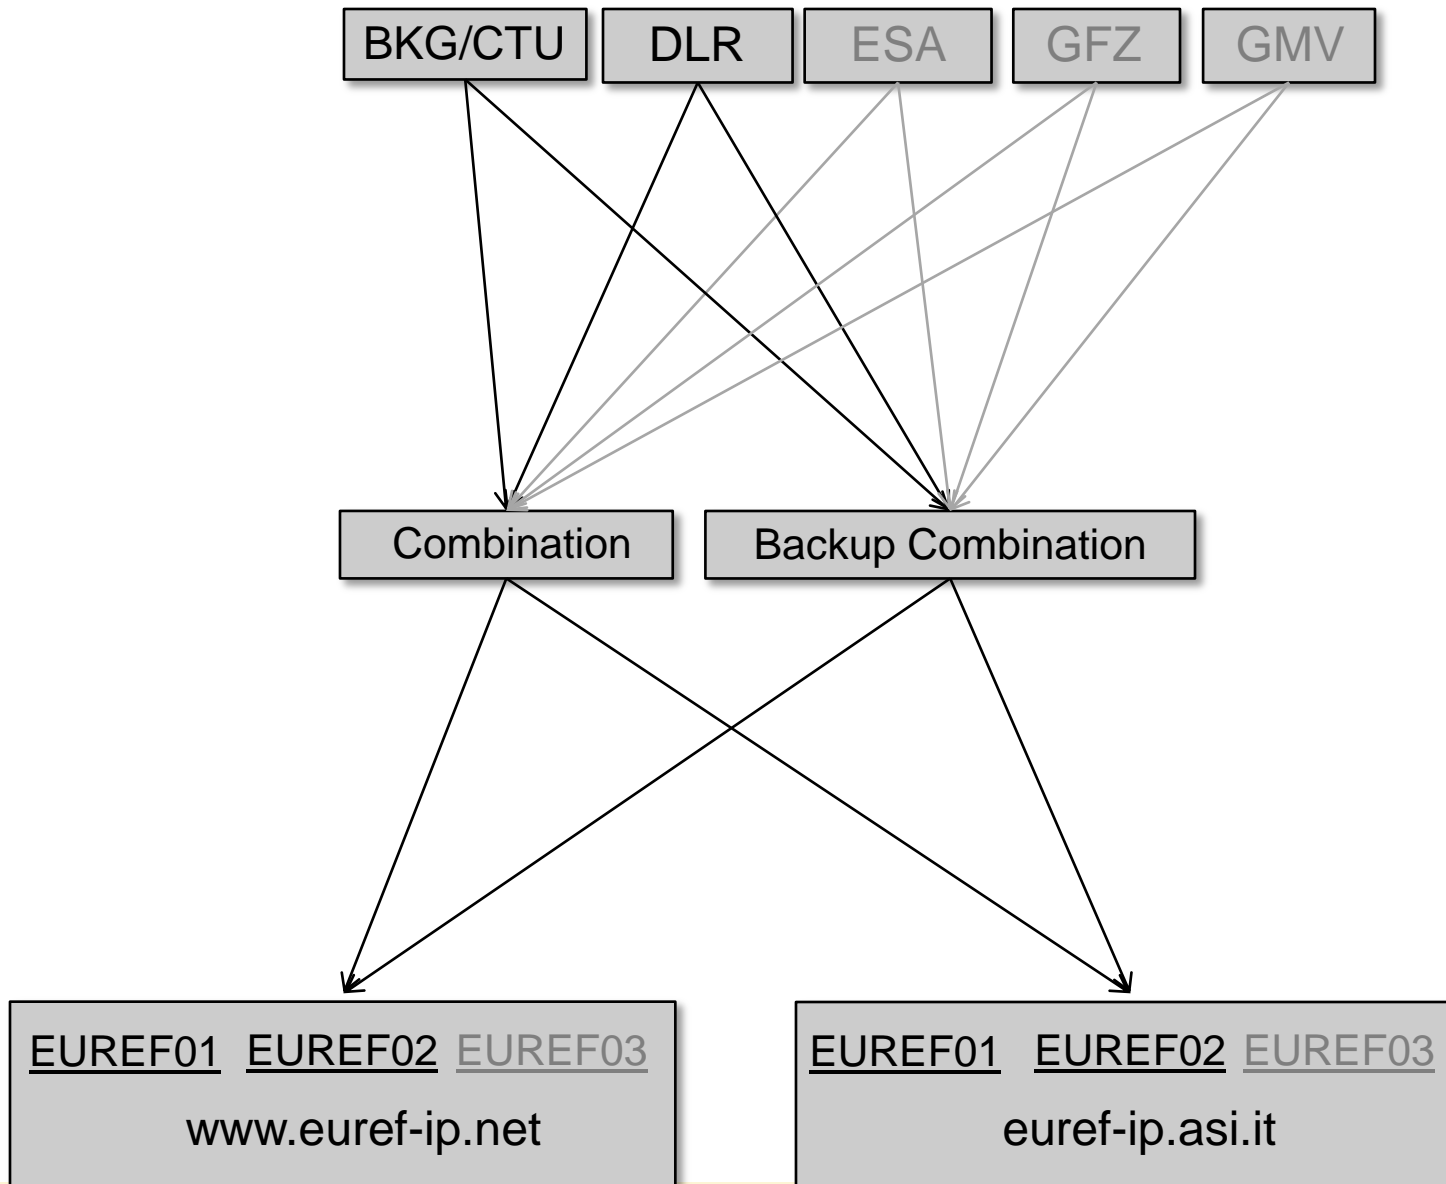 BKG/CTU DLR ESA GFZ GMV
Combination Backup Combination
EUREF01 EUREF02 EUREF03 EUREF01 EUREF02 EUREF03
www.euref-ip.net euref-ip.asi.it